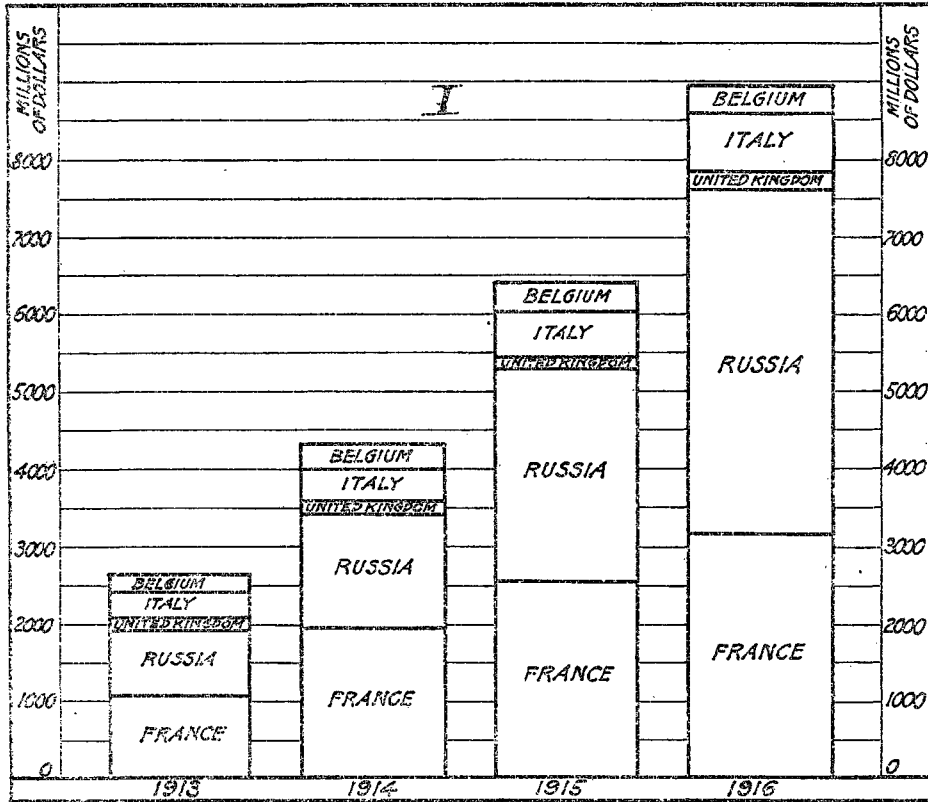 MILLIONS
OF DOLLARS
8000
7000
6000
5000
4000
3000
2000
1000
0
I
BELGIUM
ITALY
UNITED KINGDOM
RUSSIA
FRANCE
1913
BELGIUM
ITALY
UNITED KINGDOM
RUSSIA
FRANCE
1914
BELGIUM
ITALY
UNITED KINGDOM
RUSSIA
FRANCE
1915
BELGIUM
ITALY
UNITED KINGDOM
RUSSIA
FRANCE
1916
MILLIONS
OF DOLLARS
8000
7000
6000
5000
4000
3000
2000
1000
0